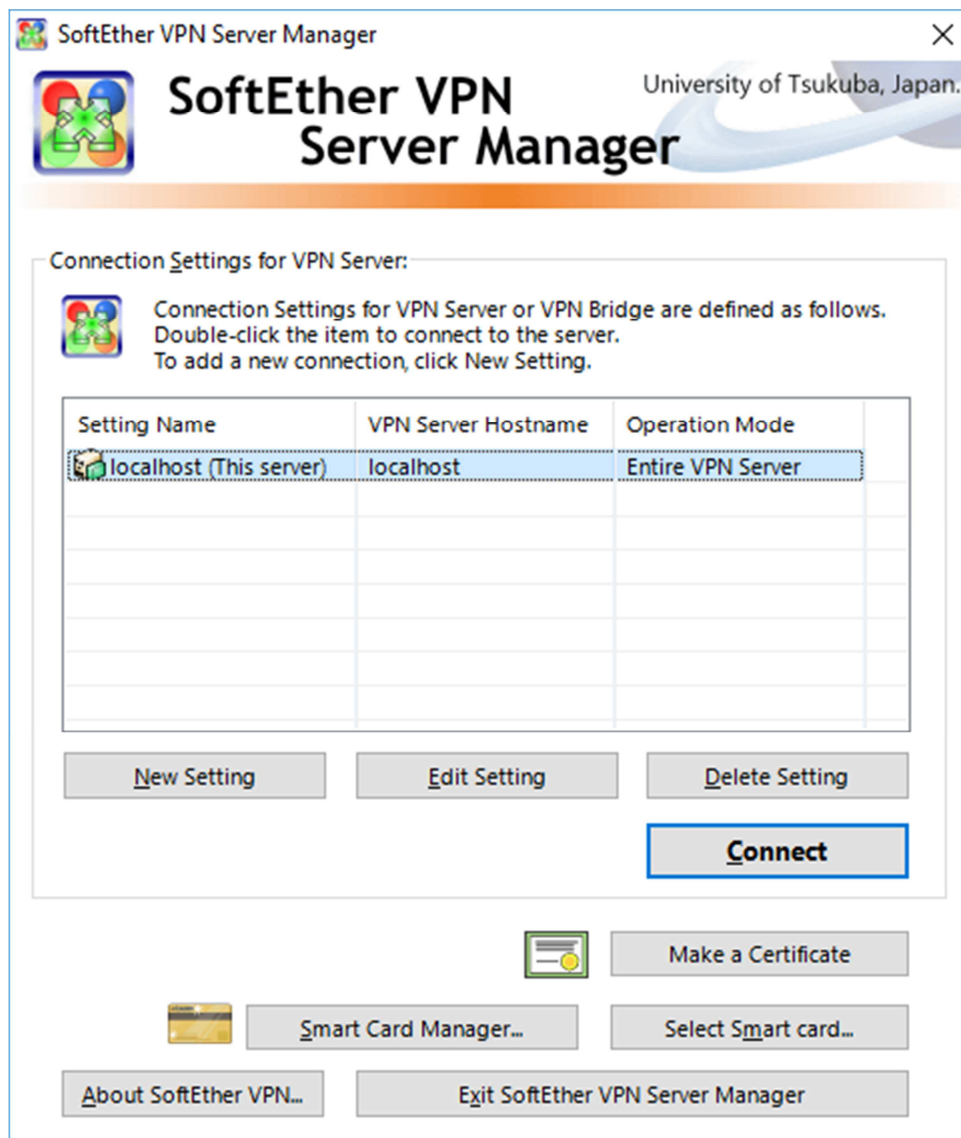 SoftEther VPN Server Manager
SoftEther VPN
Server Manager
University of Tsukuba, Japan.
Connection Settings for VPN Server:
Connection Settings for VPN Server or VPN Bridge are defined as follows.
Double-click the item to connect to the server.
To add a new connection, click New Setting.
Setting Name VPN Server Hostname Operation Mode
localhost (This server) localhost Entire VPN Server
New Setting Edit Setting Delete Setting
Connect
Make a Certificate
Smart Card Manager... Select Smart card...
About SoftEther VPN... Exit SoftEther VPN Server Manager